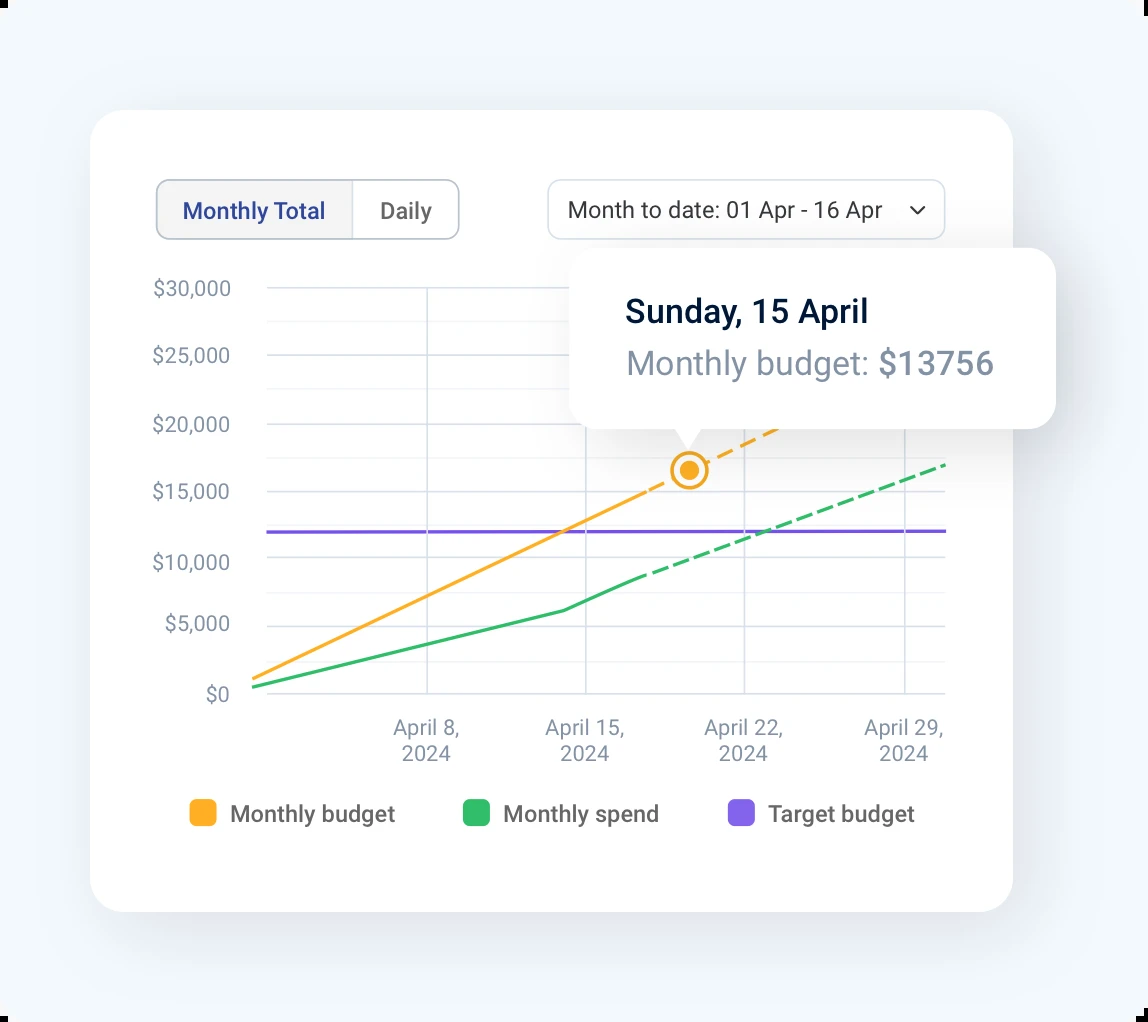 Monthly Total
Daily
Month to date: 01 Apr - 16 Apr
Sunday, 15 April
Monthly budget: $13756
$30,000
$25,000
$20,000
$15,000
$10,000
$5,000
$0
April 8,
2024
April 15,
2024
April 22,
2024
April 29,
2024
Monthly budget
Monthly spend
Target budget